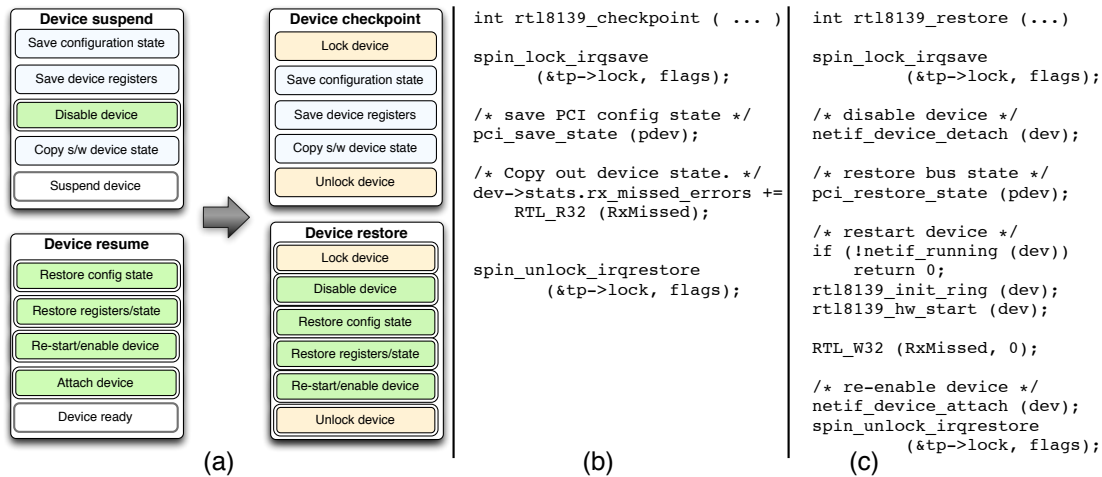 Device suspend
Save configuration state
Save device registers
Disable device
Copy s/w device state
Suspend device
Device resume
Restore config state
Restore registers/state
Re-start/enable device
Attach device
Device ready
Device checkpoint
Lock device
Save configuration state
Save device registers
Copy s/w device state
Unlock device
Device restore
Lock device
Disable device
Restore config state
Restore registers/state
Re-start/enable device
Unlock device
(a)
int rtl8139_checkpoint ( ... )
spin_lock_irqsave
(&tp->lock, flags);
/* save PCI config state */
pci_save_state (pdev);
/* Copy out device state. */
dev->stats.rx_missed_errors +=
RTL_R32 (RxMissed);
spin_unlock_irqrestore
(&tp->lock, flags);
(b)
int rtl8139_restore (...)
spin_lock_irqsave
(&tp->lock, flags);
/* disable device */
netif_device_detach (dev);
/* restore bus state */
pci_restore_state (pdev);
/* restart device */
if (!netif_running (dev))
return 0;
rtl8139_init_ring (dev);
rtl8139_hw_start (dev);
RTL_W32 (RxMissed, 0);
/* re-enable device */
netif_device_attach (dev);
spin_unlock_irqrestore
(&tp->lock, flags);
(c)